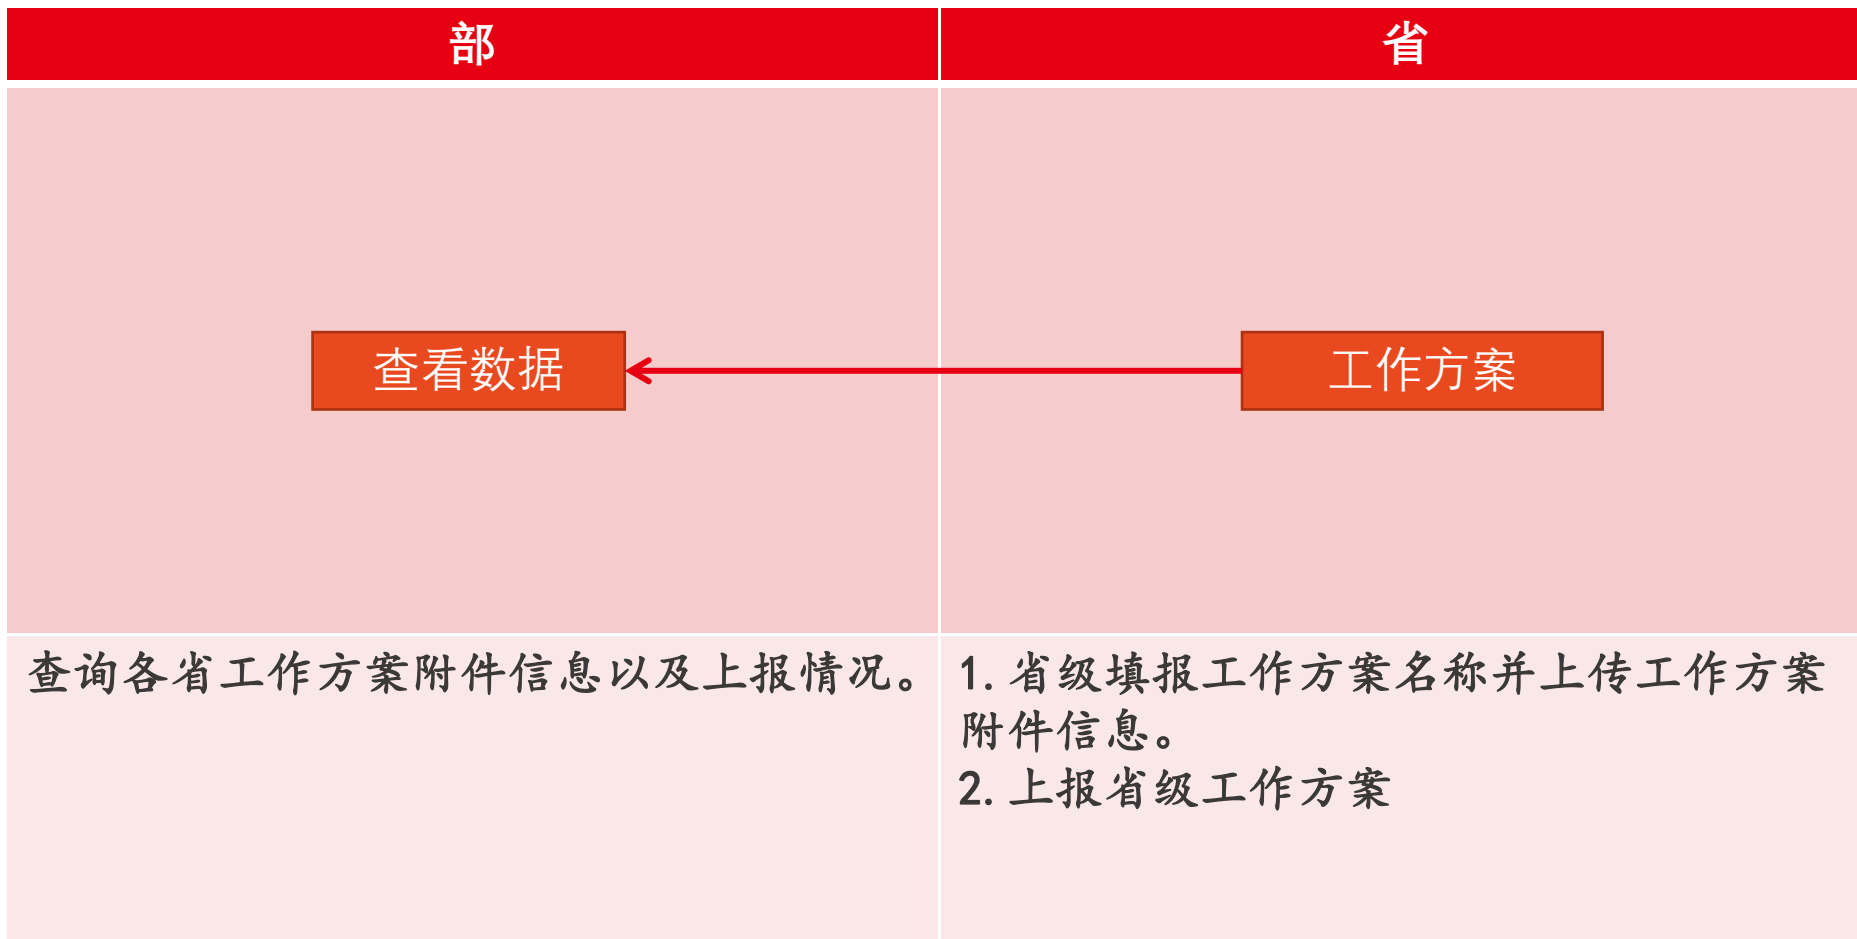 部
省
查看数据
工作方案
查询各省工作方案附件信息以及上报情况。
1.省级填报工作方案名称并上传工作方案
附件信息。
2.上报省级工作方案